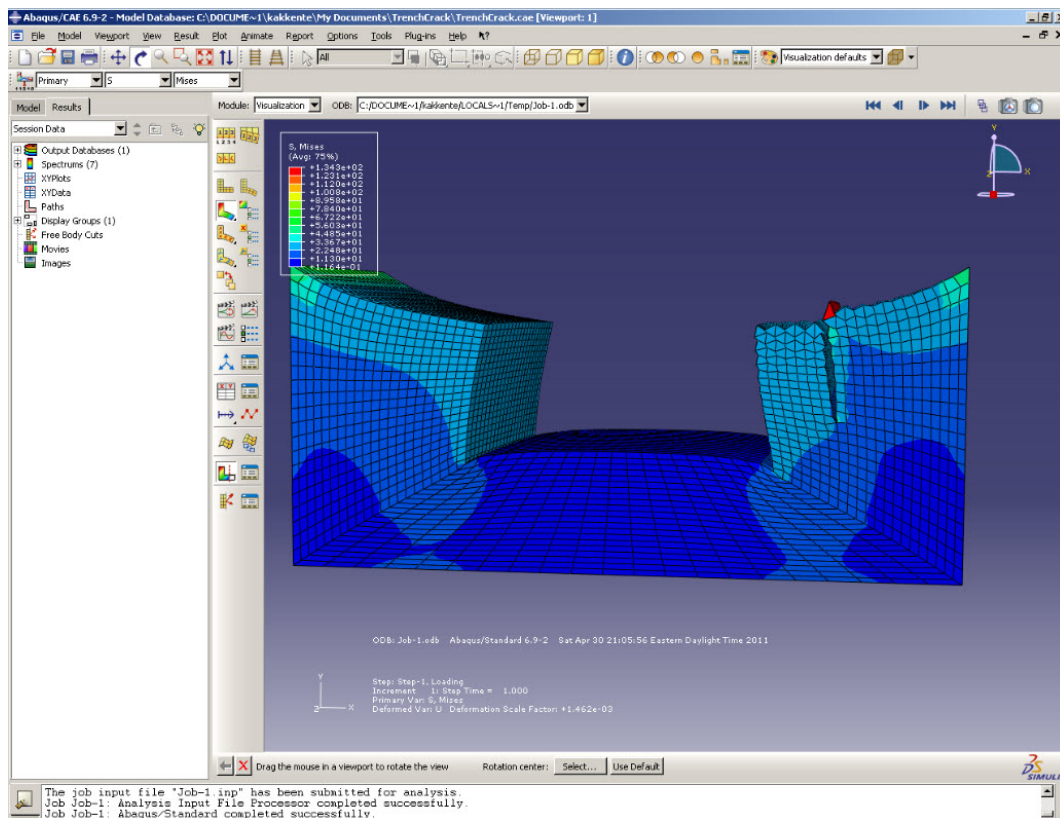 Abaqus/CAE 6.9-2 - Model Database: C:\DOCUME~1\kakkente\My Documents\TrenchCrack\TrenchCrack.cae [Viewport: 1]
File Model Viewport View Result Plot Animate Report Options Tools Plug-ins Help
All
Visualization defaults
Primary S Mises
Model Results
Module: Visualization ODB: C:/DOCUME~1/kakkente/LOCALS~1/Temp/Job-1.odb
Session Data
Output Databases (1)
Spectrums (7)
XYPlots
XYData
Paths
Display Groups (1)
Free Body Cuts
Movies
Images
S, Mises
(Avg: 75%)
+1.343e+02
+1.231e+02
+1.120e+02
+1.008e+02
+8.958e+01
+7.840e+01
+6.722e+01
+5.603e+01
+4.485e+01
+3.367e+01
+2.248e+01
+1.130e+01
+1.164e-01
Y
Z X
ODB: Job-1.odb Abaqus/Standard 6.9-2 Sat Apr 30 21:05:56 Eastern Daylight Time 2011
Y
Z X
Step: Step-1, Loading
Increment 1: Step Time = 1.000
Primary Var: S, Mises
Deformed Var: U Deformation Scale Factor: +1.462e-03
Drag the mouse in a viewport to rotate the view Rotation center: Select... Use Default
SIMULI
The job input file "Job-1.inp" has been submitted for analysis.
Job Job-1: Analysis Input File Processor completed successfully.
Job Job-1: Abaqus/Standard completed successfully.